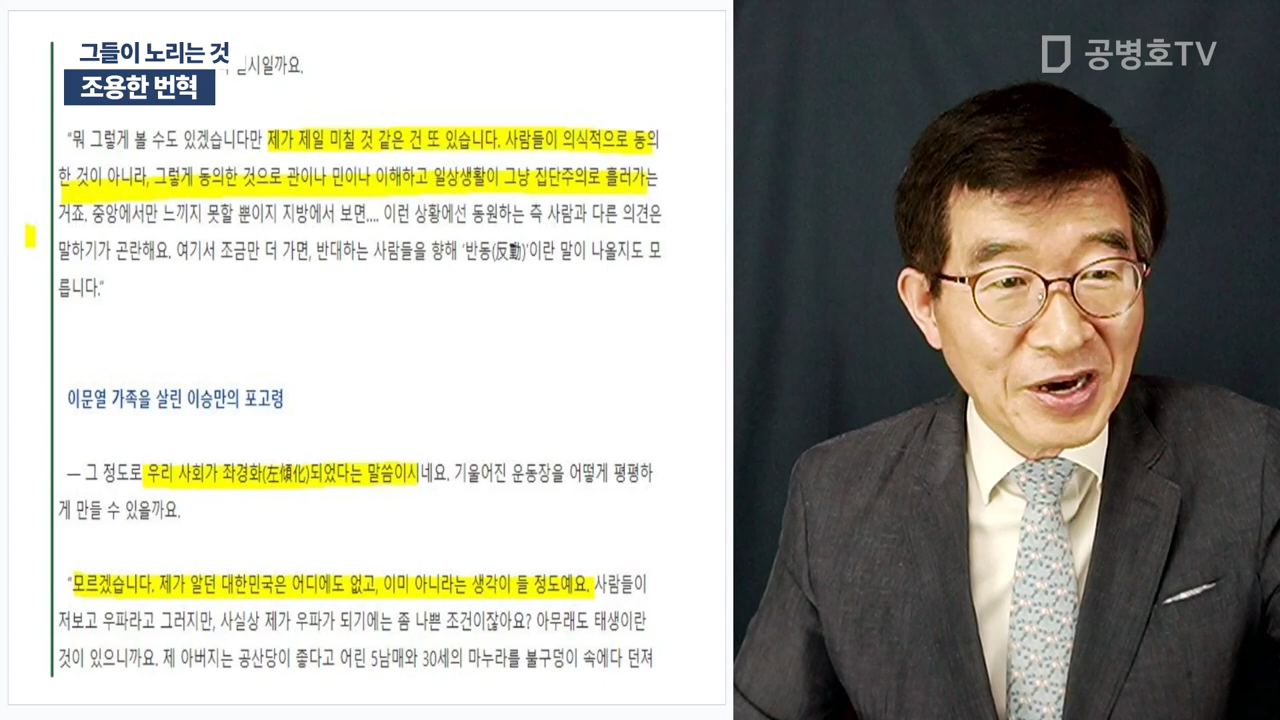 그들이 노리는 것
조용한 번혁
일시일까요.
공병호TV
"뭐 그렇게 볼 수도 있겠습니다만 제가 제일 미칠 것 같은 건 또 있습니다. 사람들이 의식적으로 동의
한 것이 아니라, 그렇게 동의한 것으로 관이나 민이나 이해하고 일상생활이 그냥 집단주의로 흘러가는
거죠. 중앙에서만 느끼지 못할 뿐이지 지방에서 보면.... 이런 상황에선 동원하는 측 사람과 다른 의견은
말하기가 곤란해요. 여기서 조금만 더 가면, 반대하는 사람들을 향해 '반동(反動)'이란 말이 나올지도 모
릅니다."
이문열 가족을 살린 이승만의 포고령
— 그 정도로 우리 사회가 좌경화(左傾化)되었다는 말씀이시네요. 기울어진 운동장을 어떻게 평평하
게 만들 수 있을까요.
"모르겠습니다. 제가 알던 대한민국은 어디에도 없고, 이미 아니라는 생각이 들 정도예요. 사람들이
저보고 우파라고 그러지만, 사실상 제가 우파가 되기에는 좀 나쁜 조건이잖아요? 아무래도 태생이란
것이 있으니까요. 제 아버지는 공산당이 좋다고 어린 5남매와 30세의 마누라를 불구덩이 속에다 던져